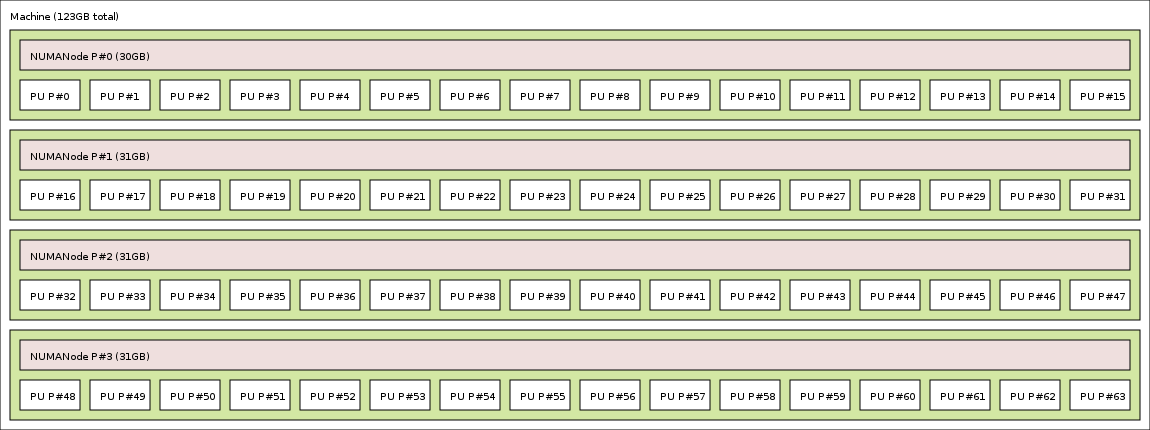 Machine (123GB total)
NUMANode P#0 (30GB)
PU P#0 PU P#1 PU P#2 PU P#3 PU P#4 PU P#5 PU P#6 PU P#7 PU P#8 PU P#9 PU P#10 PU P#11 PU P#12 PU P#13 PU P#14 PU P#15
NUMANode P#1 (31GB)
PU P#16 PU P#17 PU P#18 PU P#19 PU P#20 PU P#21 PU P#22 PU P#23 PU P#24 PU P#25 PU P#26 PU P#27 PU P#28 PU P#29 PU P#30 PU P#31
NUMANode P#2 (31GB)
PU P#32 PU P#33 PU P#34 PU P#35 PU P#36 PU P#37 PU P#38 PU P#39 PU P#40 PU P#41 PU P#42 PU P#43 PU P#44 PU P#45 PU P#46 PU P#47
NUMANode P#3 (31GB)
PU P#48 PU P#49 PU P#50 PU P#51 PU P#52 PU P#53 PU P#54 PU P#55 PU P#56 PU P#57 PU P#58 PU P#59 PU P#60 PU P#61 PU P#62 PU P#63